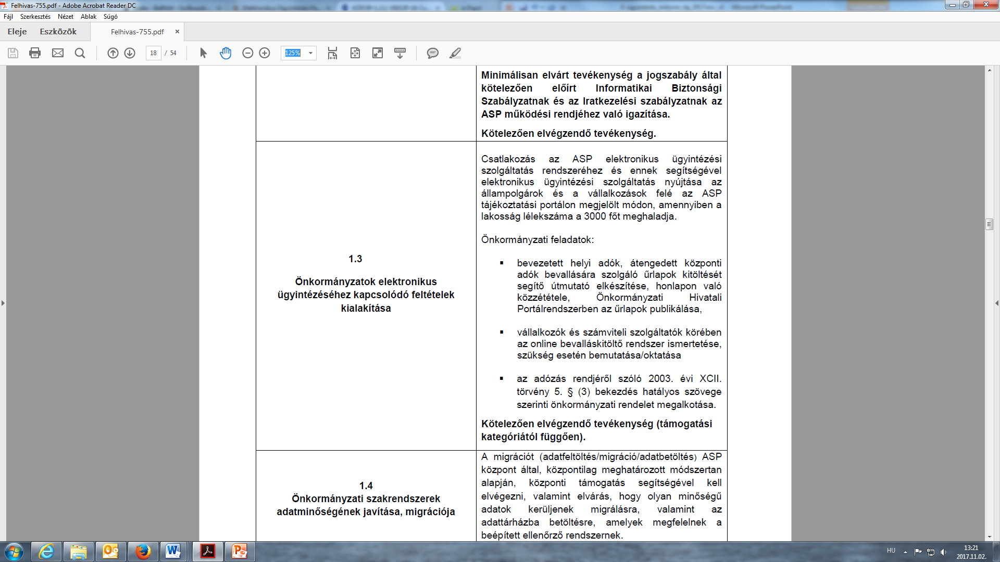 Felhivas-755.pdf - Adobe Acrobat Reader DC
Fájl Szerkesztés Nézet Ablak Súgó
Eleje Eszközök Felhivas-755.pdf ×
18 / 54 125%
Minimálisan elvárt tevékenység a jogszabály által
kötelezően előírt Informatikai Biztonsági
Szabályzatnak és az Iratkezelési szabályzatnak az
ASP működési rendjéhez való igazítása.
Kötelezően elvégzendő tevékenység.
1.3
Önkormányzatok elektronikus
ügyintézéséhez kapcsolódó feltételek
kialakítása
Csatlakozás az ASP elektronikus ügyintézési
szolgáltatás rendszeréhez és ennek segítségével
elektronikus ügyintézési szolgáltatás nyújtása az
állampolgárok és a vállalkozások felé az ASP
tájékoztatási portálon megjelölt módon, amennyiben a
lakosság lélekszáma a 3000 főt meghaladja.
Önkormányzati feladatok:
▪ bevezetett helyi adók, átengedett központi
adók bevallására szolgáló űrlapok kitöltését
segítő útmutató elkészítése, honlapon való
közzététele, Önkormányzati Hivatali
Portálrendszerben az űrlapok publikálása,
▪ vállalkozók és számviteli szolgáltatók körében
az online bevalláskitöltő rendszer ismertetése,
szükség esetén bemutatása/oktatása
▪ az adózás rendjéről szóló 2003. évi XCII.
törvény 5. § (3) bekezdés hatályos szövege
szerinti önkormányzati rendelet megalkotása.
Kötelezően elvégzendő tevékenység (támogatási
kategóriától függően).
1.4
Önkormányzati szakrendszerek
adatminőségének javítása, migrációja
A migrációt (adatfeltöltés/migráció/adatbetöltés) ASP
központ által, központilag meghatározott módszertan
alapján, központi támogatás segítségével kell
elvégezni, valamint elvárás, hogy olyan minőségű
adatok kerüljenek migrálásra, valamint az
adattárházba betöltésre, amelyek megfelelnek a
beépített ellenőrző rendszernek.
HU
13:21
2017.11.02.